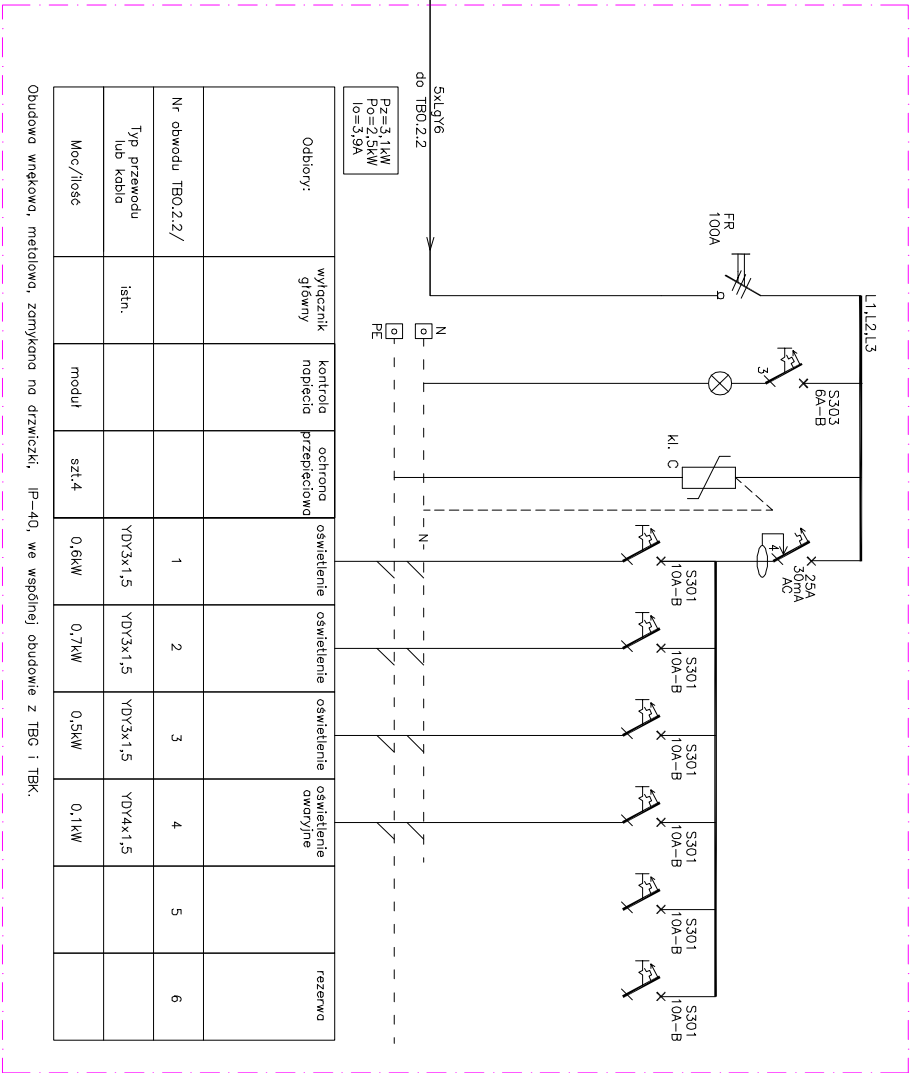 L1,L2,L3
FR
100A
S303
6A-B
3
kl. C
25A
30mA
AC
4
S301
10A-B
S301
10A-B
S301
10A-B
S301
10A-B
S301
10A-B
S301
10A-B
5xLgY6
do TBO.2.2
N
PE
N
Pz=3,1kW
Po=2,5kW
Io=3,9A
Odbiory:
wyłącznik
główny
kontrola
napięcia
ochrona
przepięciowa
oświetlenie
oświetlenie
oświetlenie
oświetlenie
awaryjne
rezerwa
Nr obwodu TBO.2.2/
1
2
3
4
5
6
Typ przewodu
lub kabla
istn.
YDY3x1,5
YDY3x1,5
YDY3x1,5
YDY4x1,5
Moc/ilość
moduł
szt.4
0,6kW
0,7kW
0,5kW
0,1kW
Obudowa wnękowa, metalowa, zamykana na drzwiczki, IP-40, we wspólnej obudowie z TBG i TBK.